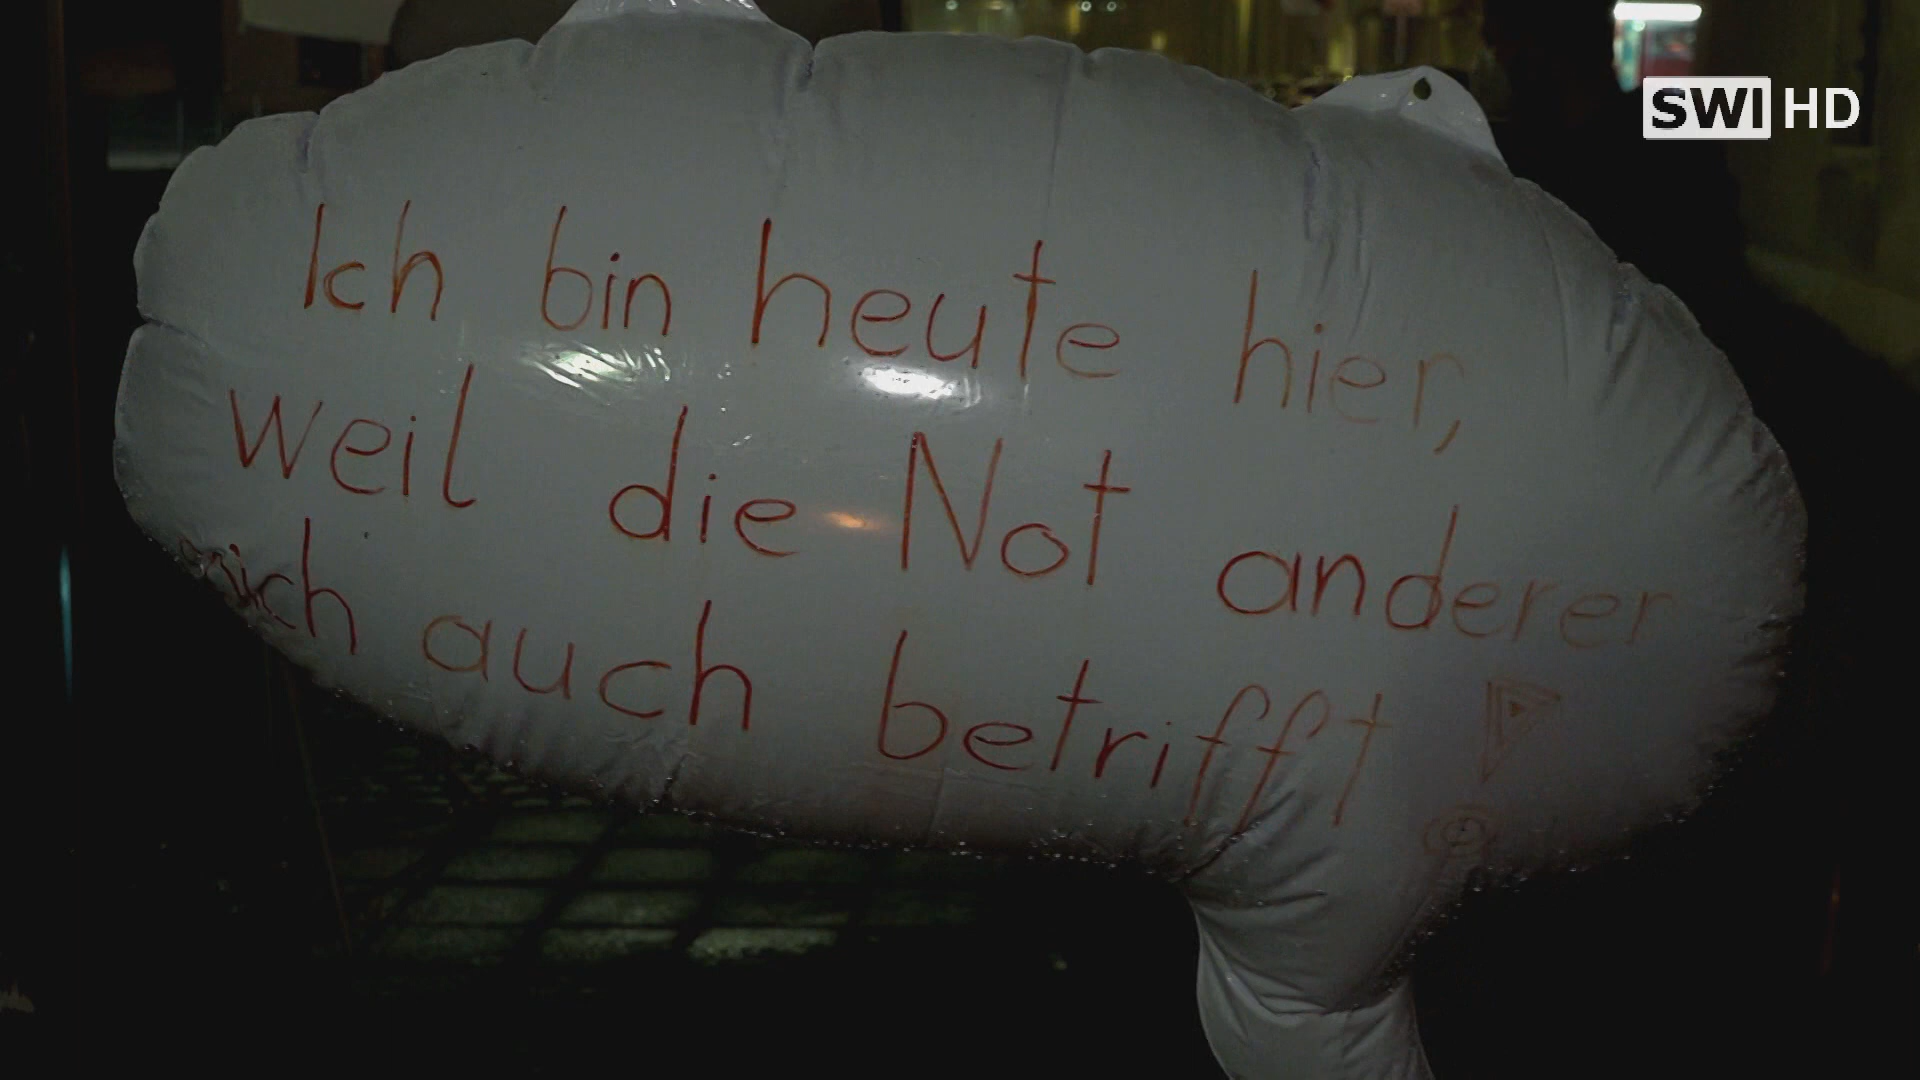 SWI HD
Ich bin heute hier,
weil die Not anderer
mich auch betrifft!